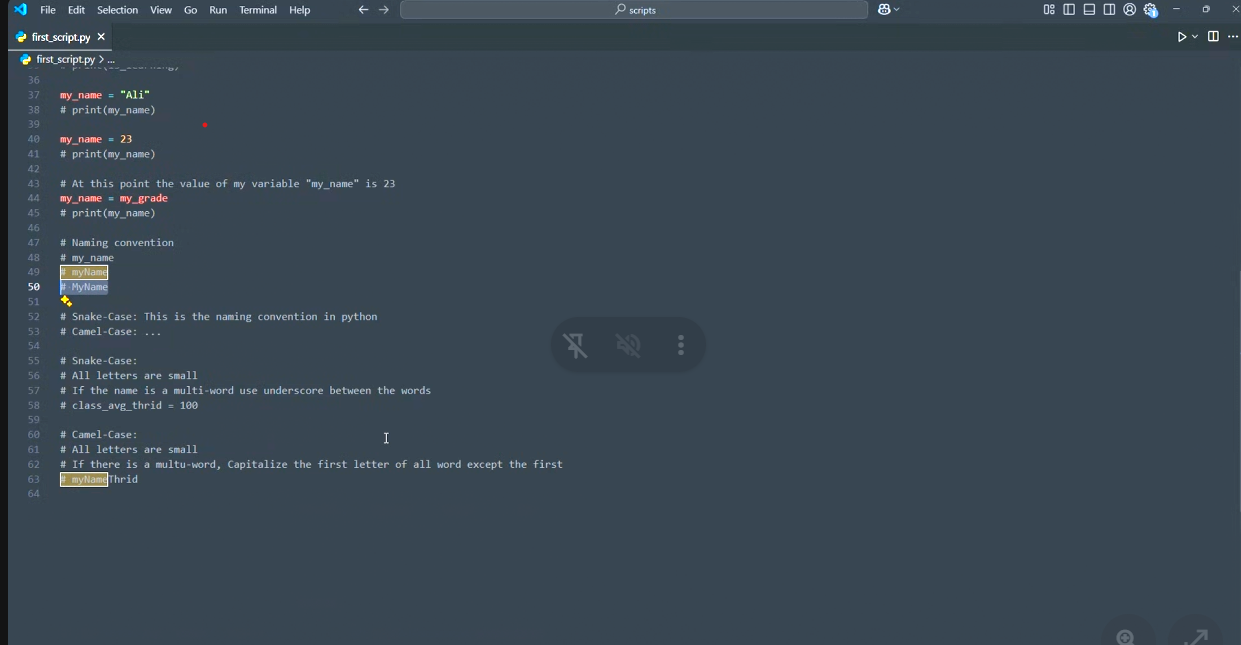 File Edit Selection View Go Run Terminal Help
scripts
first_script.py
first_script.py > ...
36
37 my_name = "Ali"
38 # print(my_name)
39
40 my_name = 23
41 # print(my_name)
42
43 # At this point the value of my variable "my_name" is 23
44 my_name = my_grade
45 # print(my_name)
46
47 # Naming convention
48 # my_name
49 # myName
50 # MyName
51
52 # Snake-Case: This is the naming convention in python
53 # Camel-Case: ...
54
55 # Snake-Case:
56 # All letters are small
57 # If the name is a multi-word use underscore between the words
58 # class_avg_thrid = 100
59
60 # Camel-Case:
61 # All letters are small
62 # If there is a multu-word, Capitalize the first letter of all word except the first
63 # myNameThrid
64